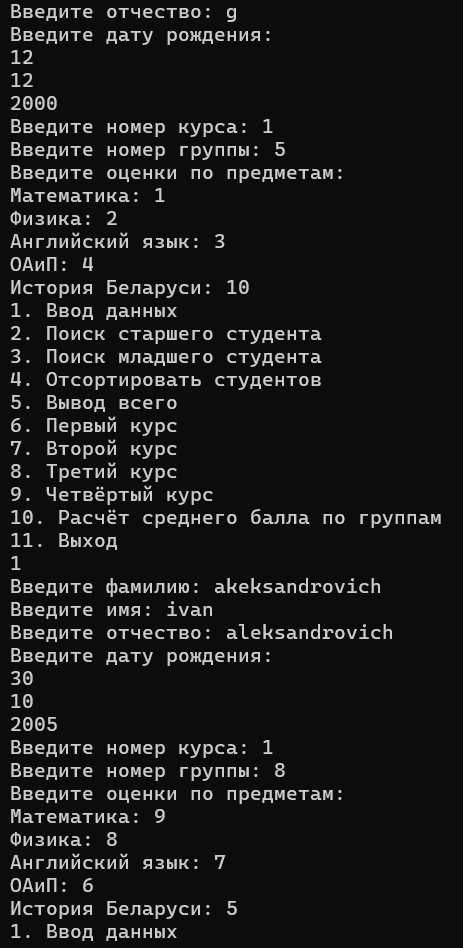 Введите отчество: g
Введите дату рождения:
12
12
2000
Введите номер курса: 1
Введите номер группы: 5
Введите оценки по предметам:
Математика: 1
Физика: 2
Английский язык: 3
ОАиП: 4
История Беларуси: 10
1. Ввод данных
2. Поиск старшего студента
3. Поиск младшего студента
4. Отсортировать студентов
5. Вывод всего
6. Первый курс
7. Второй курс
8. Третий курс
9. Четвёртый курс
10. Расчёт среднего балла по группам
11. Выход
1
Введите фамилию: akeksandrovich
Введите имя: ivan
Введите отчество: aleksandrovich
Введите дату рождения:
30
10
2005
Введите номер курса: 1
Введите номер группы: 8
Введите оценки по предметам:
Математика: 9
Физика: 8
Английский язык: 7
ОАиП: 6
История Беларуси: 5
1. Ввод данных